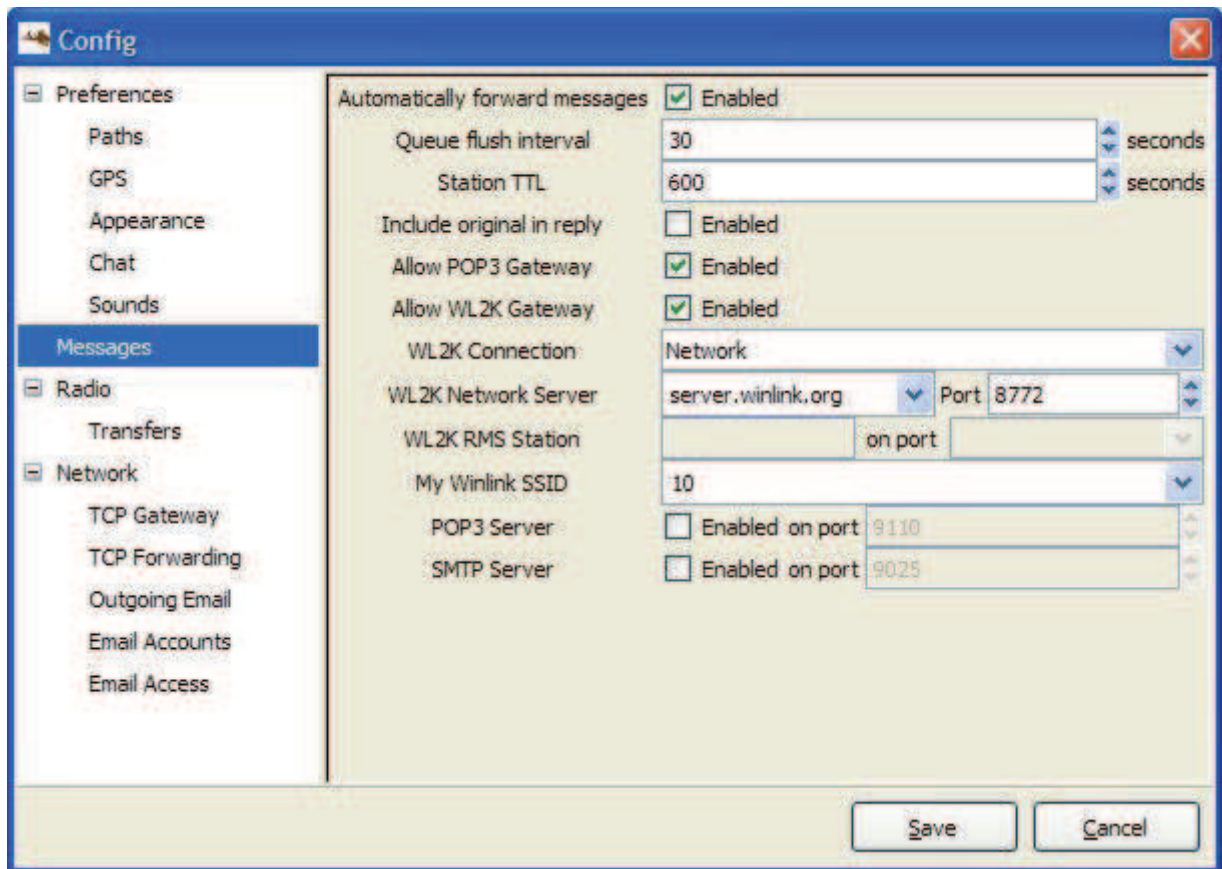 Config
Preferences
Paths
GPS
Appearance
Chat
Sounds
Messages
Radio
Transfers
Network
TCP Gateway
TCP Forwarding
Outgoing Email
Email Accounts
Email Access
Automatically forward messages Enabled
Queue flush interval 30 seconds
Station TTL 600 seconds
Include original in reply Enabled
Allow POP3 Gateway Enabled
Allow WL2K Gateway Enabled
WL2K Connection Network
WL2K Network Server server.winlink.org Port 8772
WL2K RMS Station on port
My Winlink SSID 10
POP3 Server Enabled on port 9110
SMTP Server Enabled on port 9025
Save Cancel